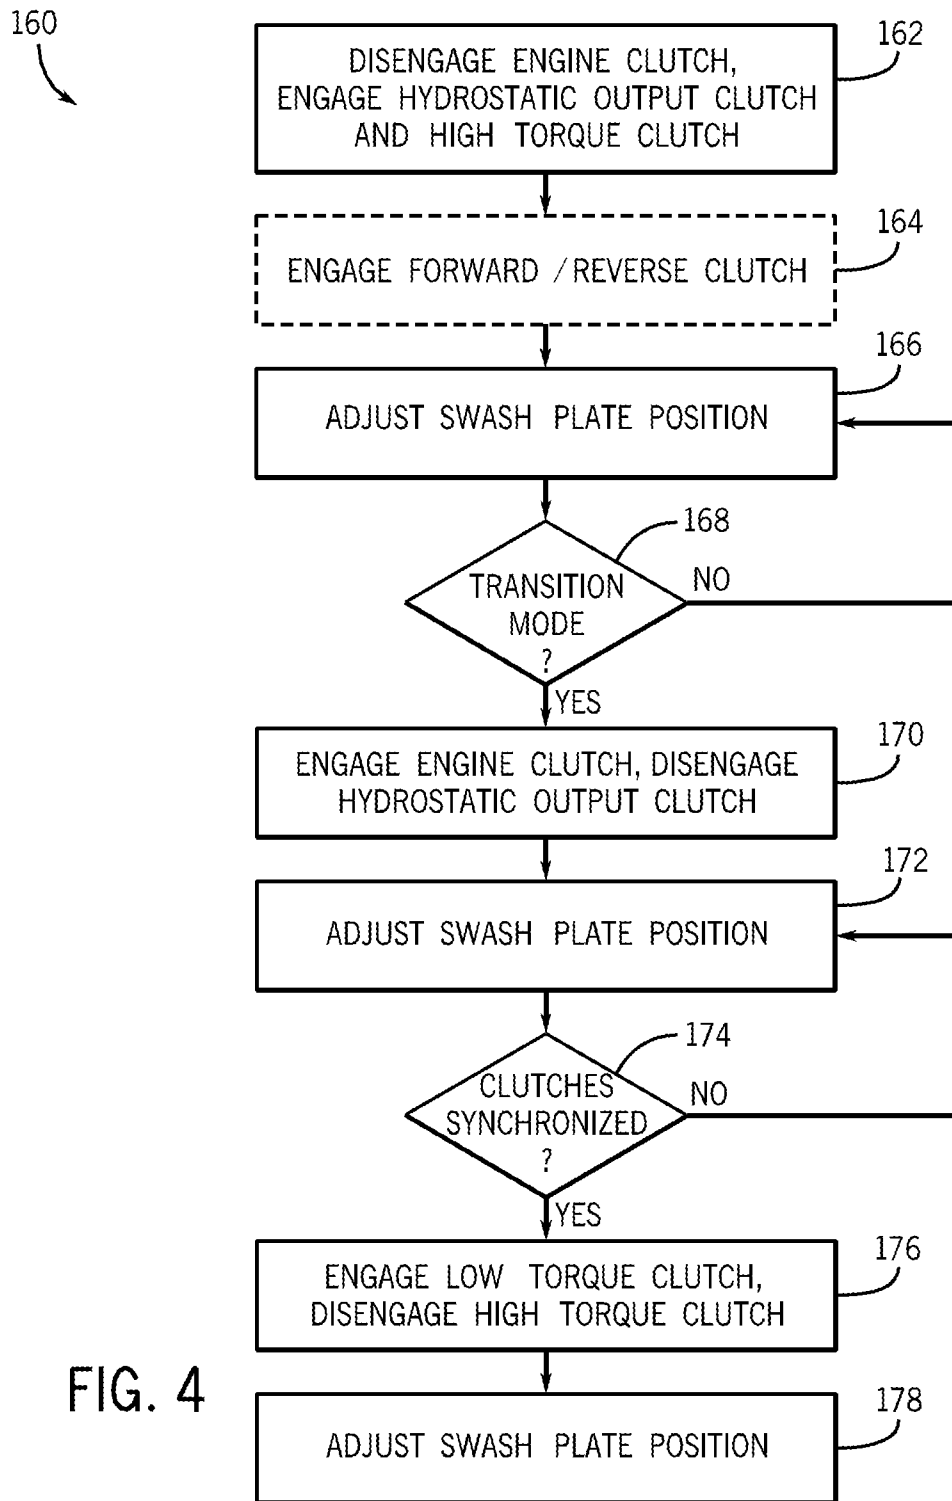 160
DISENGAGE ENGINE CLUTCH,
ENGAGE HYDROSTATIC OUTPUT CLUTCH
AND HIGH TORQUE CLUTCH
162
ENGAGE FORWARD / REVERSE CLUTCH
164
ADJUST SWASH PLATE POSITION
166
TRANSITION
MODE
?
168
NO
YES
ENGAGE ENGINE CLUTCH, DISENGAGE
HYDROSTATIC OUTPUT CLUTCH
170
ADJUST SWASH PLATE POSITION
172
CLUTCHES
SYNCHRONIZED
?
174
NO
YES
ENGAGE LOW TORQUE CLUTCH,
DISENGAGE HIGH TORQUE CLUTCH
176
ADJUST SWASH PLATE POSITION
178
FIG. 4